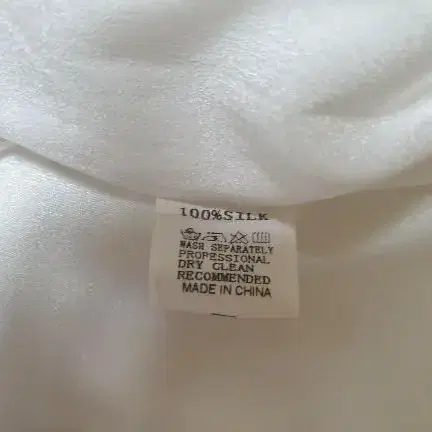 100%SILK
WASH SEPARATELY
PROFESSIONAL
DRY CLEAN
RECOMMENDED
MADE IN CHINA